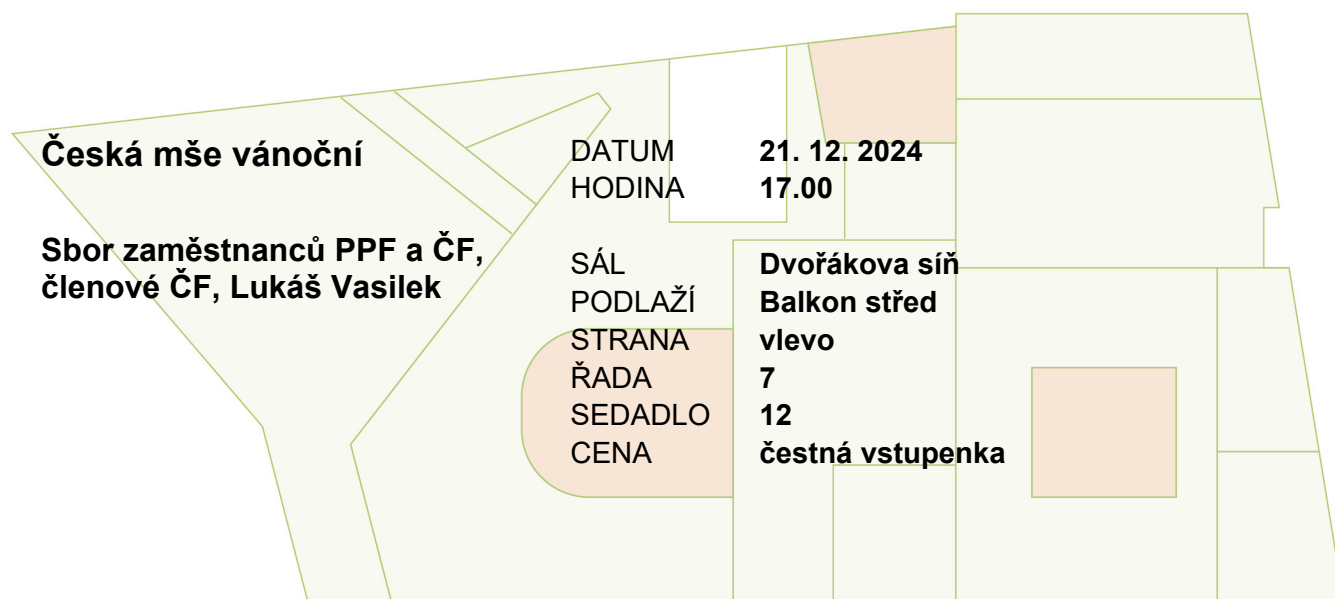 Česká mše vánoční
Sbor zaměstnanců PPF a ČF,
členové ČF, Lukáš Vasilek
DATUM 21. 12. 2024
HODINA 17.00
SÁL Dvořákova síň
PODLAŽÍ Balkon střed
STRANA vlevo
ŘADA 7
SEDADLO 12
CENA čestná vstupenka